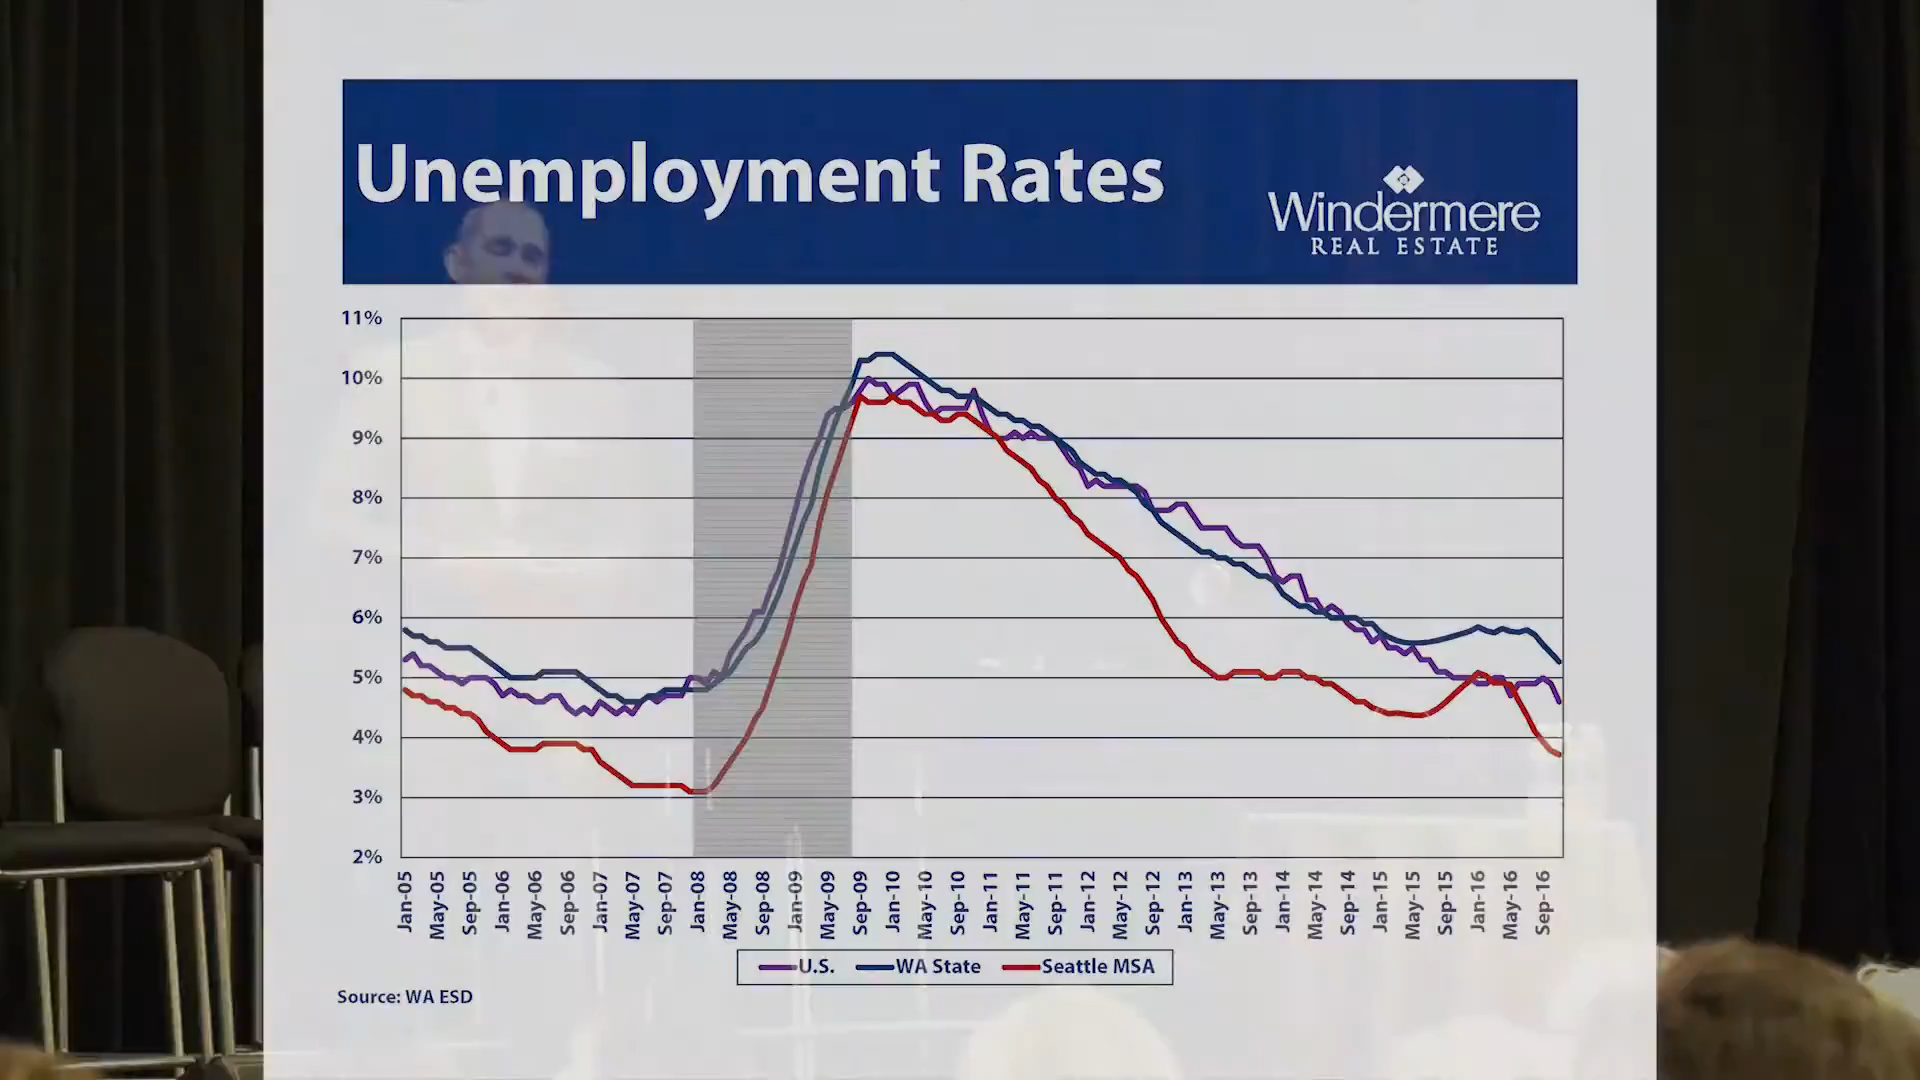 Unemployment Rates
Windermere
REAL ESTATE
11%
10%
9%
8%
7%
6%
5%
4%
3%
2%
Jan-05 May-05 Sep-05 Jan-06 May-06 Sep-06 Jan-07 May-07 Sep-07 Jan-08 May-08 Sep-08 Jan-09 May-09 Sep-09 Jan-10 May-10 Sep-10 Jan-11 May-11 Sep-11 Jan-12 May-12 Sep-12 Jan-13 May-13 Sep-13 Jan-14 May-14 Sep-14 Jan-15 May-15 Sep-15 Jan-16 May-16 Sep-16
U.S. WA State Seattle MSA
Source: WA ESD